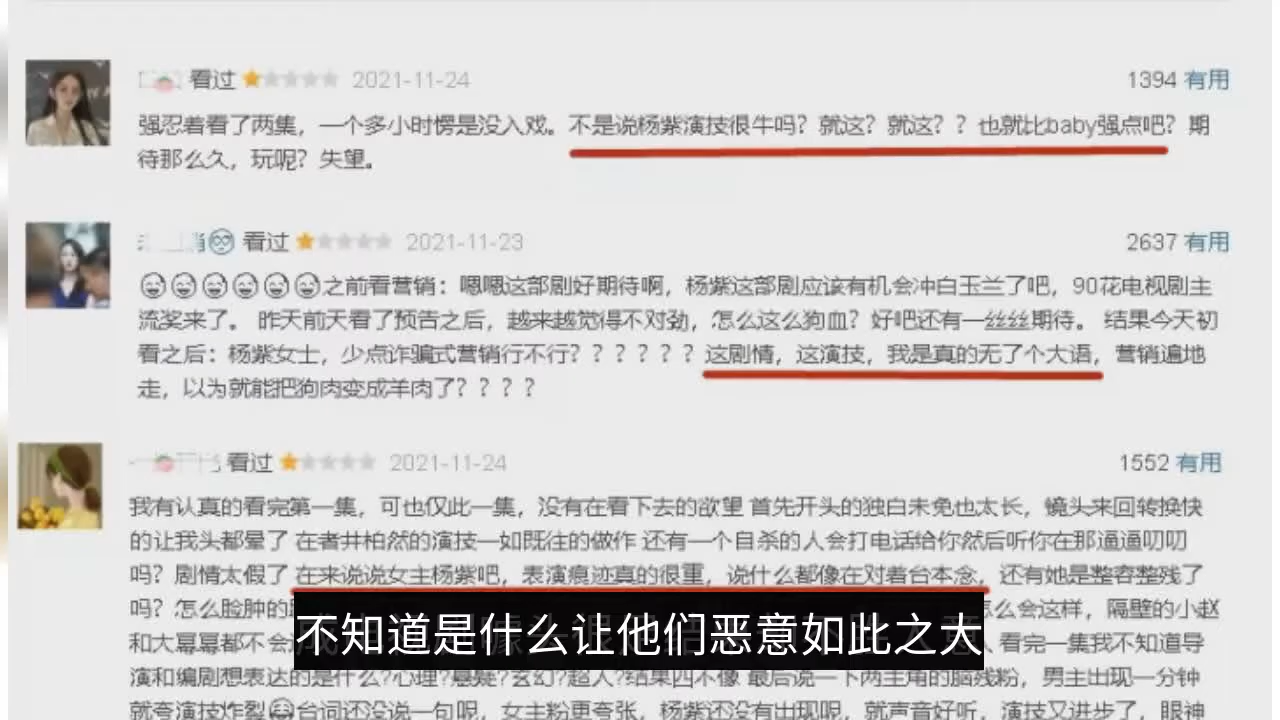 看过 2021-11-24 1394 有用
强忍着看了两集，一个多小时愣是没入戏。不是说杨紫演技很牛吗？就这？就这？？也就比baby强点吧？期
待那么久，玩呢？失望。
看过 2021-11-23 2637 有用
之前看营销：嗯嗯这部剧好期待啊，杨紫这部剧应该有机会冲白玉兰了吧，90花电视剧主
流奖来了。 昨天前天看了预告之后，越来越觉得不对劲，怎么这么狗血？好吧还有一丝丝期待。 结果今天初
看之后：杨紫女士，少点诈骗式营销行不行？？？？？？这剧情，这演技，我是真的无了个大语，营销遍地
走，以为就能把狗肉变成羊肉了？？？？
看过 2021-11-24 1552 有用
我有认真的看完第一集，可也仅此一集，没有在看下去的欲望 首先开头的独白未免也太长，镜头来回转换快
的让我头都晕了 在者井柏然的演技一如既往的做作 还有一个自杀的人会打电话给你然后听你在那逼逼叨叨
吗？剧情太假了 在来说说女主杨紫吧，表演痕迹真的很重，说什么都像在对着台本念，还有她是整容整残了
吗？怎么脸肿的 怎么会这样，隔壁的小赵
和大幂幂都不会 看完一集我不知道导
不知道是什么让他们恶意如此之大
演和编剧想表达的是什么?心理?悬疑?玄幻?超人?结果四不像 最后说一下两主角的脑残粉，男主出现一分钟
就夸演技炸裂 台词还没说一句呢，女主粉更夸张，杨紫还没有出现呢，就声音好听，演技又进步了，眼神